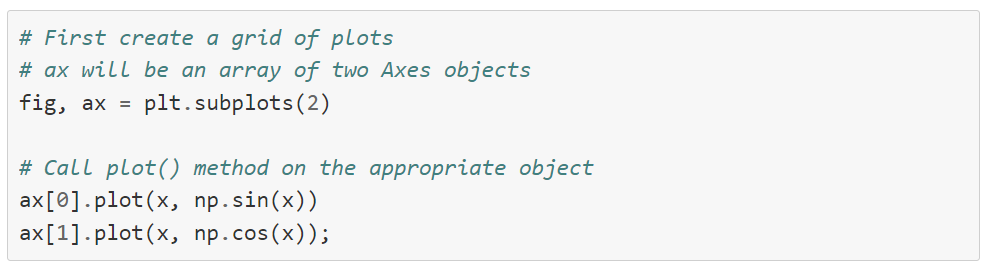 # First create a grid of plots
# ax will be an array of two Axes objects
fig, ax = plt.subplots(2)
# Call plot() method on the appropriate object
ax[0].plot(x, np.sin(x))
ax[1].plot(x, np.cos(x));